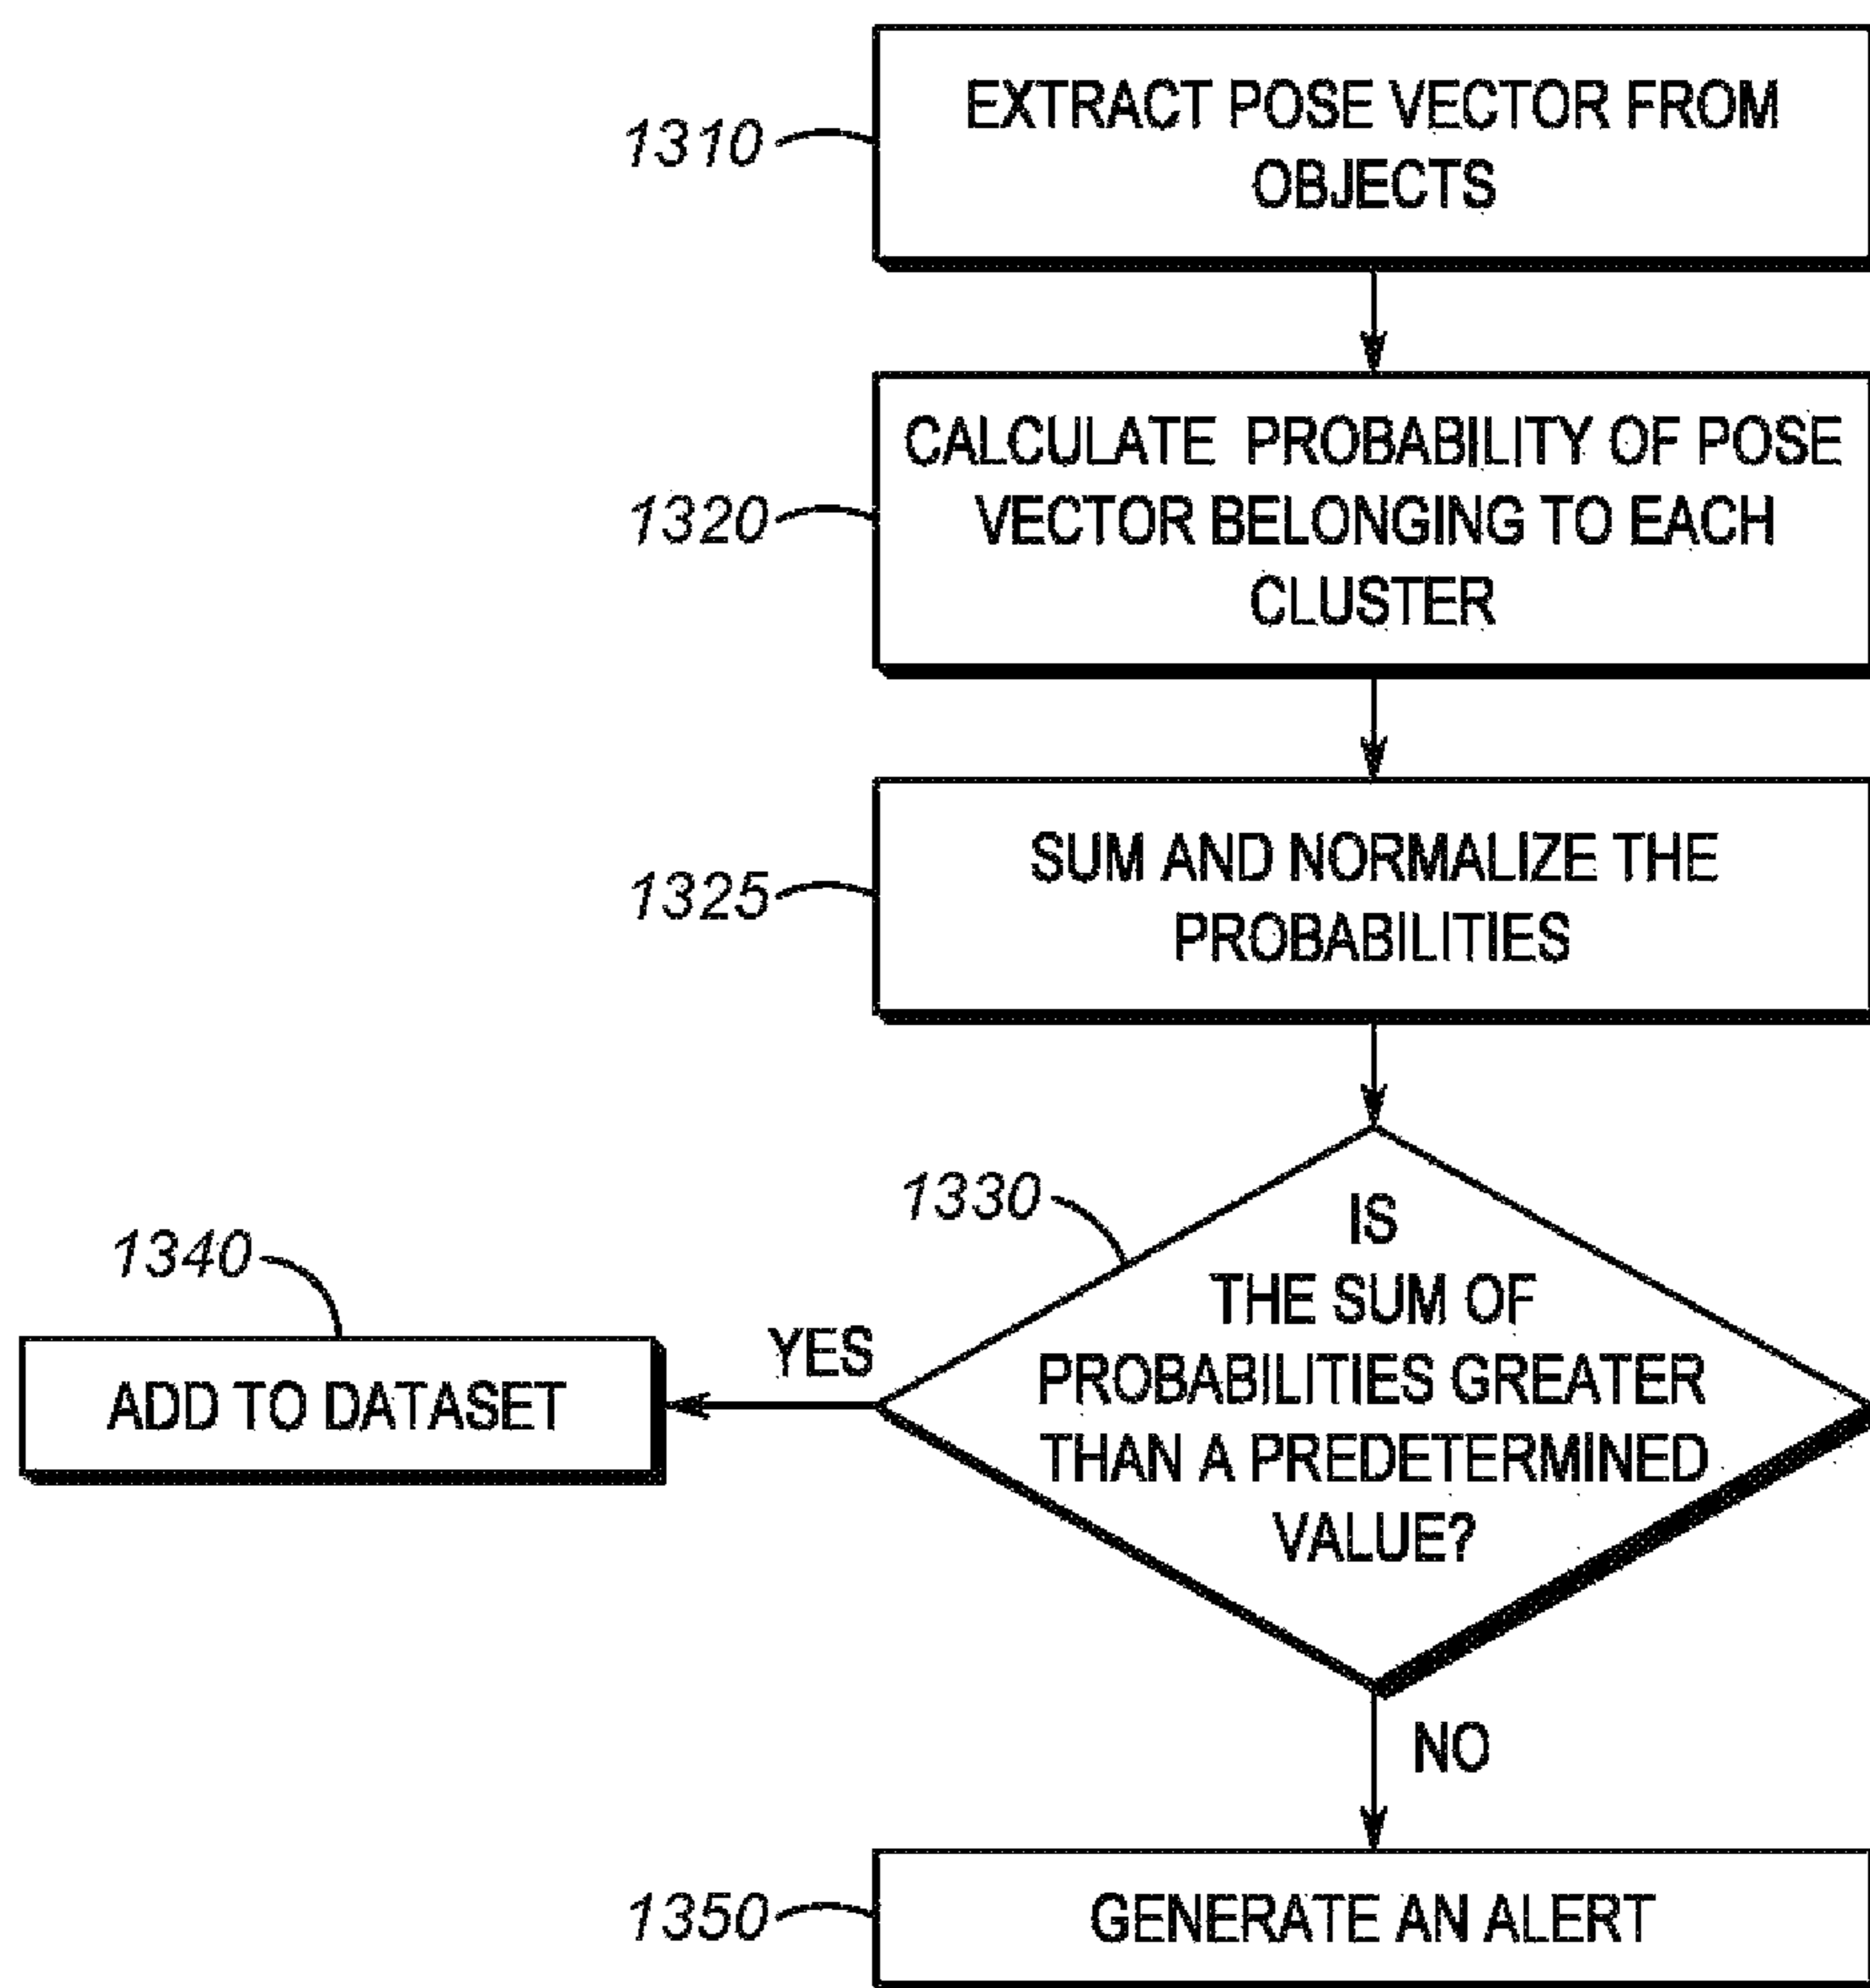 1310
EXTRACT POSE VECTOR FROM
OBJECTS
1320
CALCULATE PROBABILITY OF POSE
VECTOR BELONGING TO EACH
CLUSTER
1325
SUM AND NORMALIZE THE
PROBABILITIES
1330
IS
THE SUM OF
PROBABILITIES GREATER
THAN A PREDETERMINED
VALUE?
1340
YES
ADD TO DATASET
NO
1350
GENERATE AN ALERT